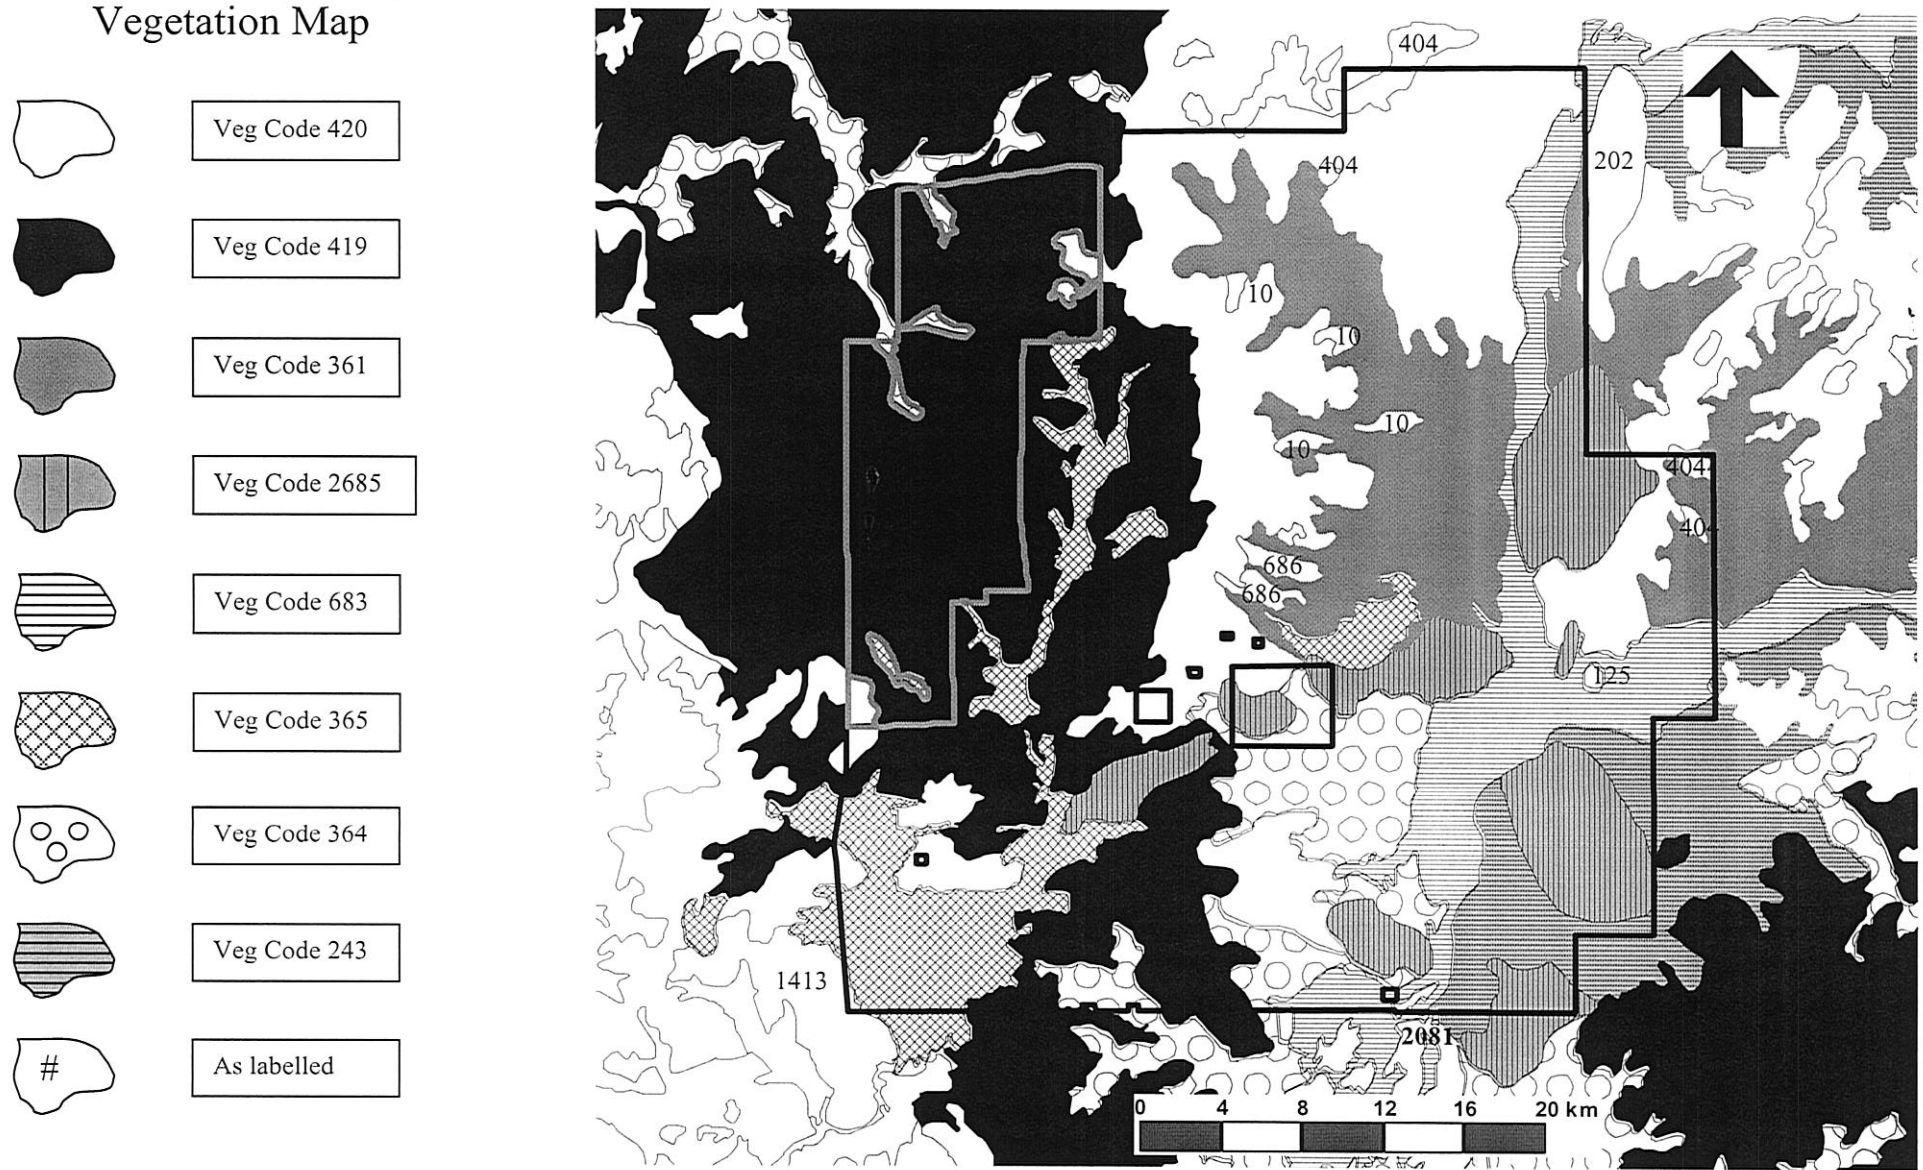 Vegetation Map
Veg Code 420
Veg Code 419
Veg Code 361
Veg Code 2685
Veg Code 683
Veg Code 365
Veg Code 364
Veg Code 243
# As labelled
404
404
202
10
10
10
10
4044
404
686
686
125
1413
2081
0 4 8 12 16 20 km